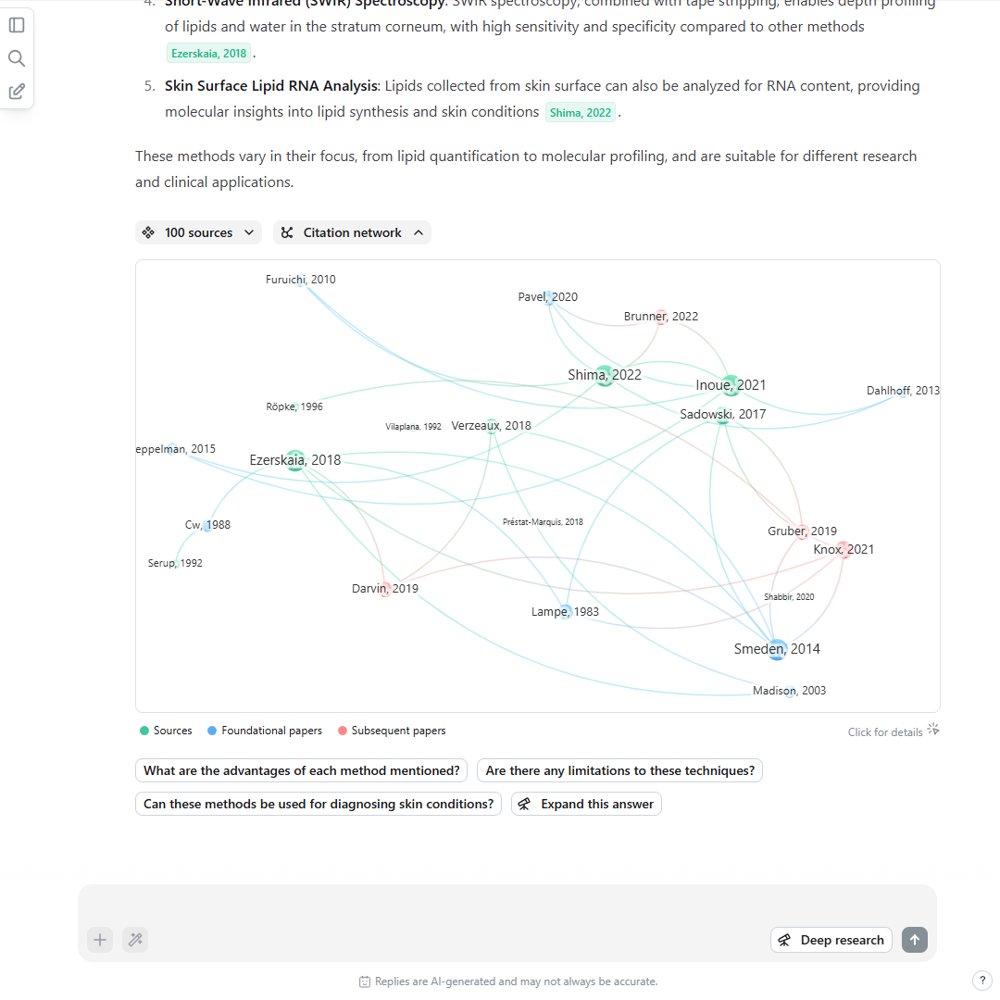 4. Short-Wave Infrared (SWIR) Spectroscopy: SWIR spectroscopy, combined with tape stripping, enables depth profiling
of lipids and water in the stratum corneum, with high sensitivity and specificity compared to other methods
Ezerskaia, 2018 .
5. Skin Surface Lipid RNA Analysis: Lipids collected from skin surface can also be analyzed for RNA content, providing
molecular insights into lipid synthesis and skin conditions Shima, 2022 .
These methods vary in their focus, from lipid quantification to molecular profiling, and are suitable for different research
and clinical applications.
100 sources Citation network
Furuichi, 2010
Pavel, 2020
Brunner, 2022
Shima, 2022
Inoue, 2021
Dahlhoff, 2013
Röpke, 1996
Sadowski, 2017
Vilaplana, 1992
Verzeaux, 2018
eppelman, 2015
Ezerskaia, 2018
Cw, 1988
Préstat-Marquis, 2018
Gruber, 2019
Knox, 2021
Serup, 1992
Darvin, 2019
Shabbir, 2020
Lampe, 1983
Smeden, 2014
Madison, 2003
Sources Foundational papers Subsequent papers Click for details
What are the advantages of each method mentioned? Are there any limitations to these techniques?
Can these methods be used for diagnosing skin conditions? Expand this answer
Deep research
Replies are AI-generated and may not always be accurate.
?